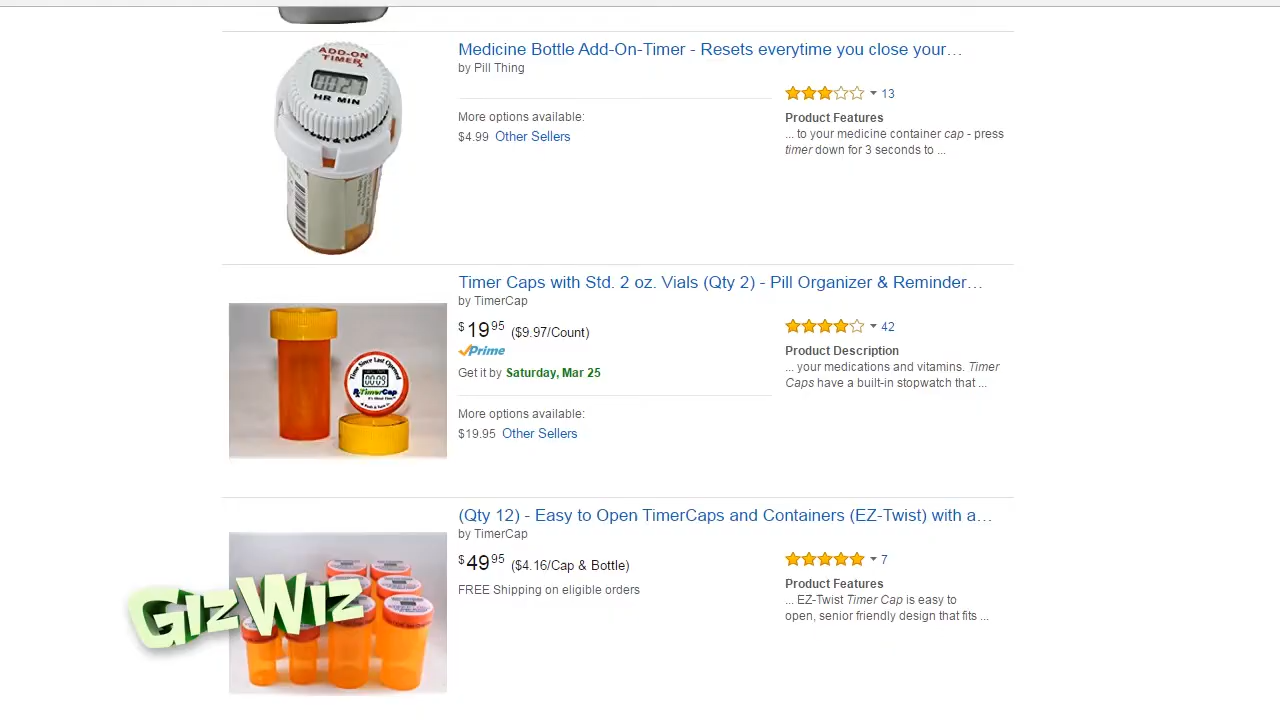 ADD-ON
TIMER
HR MIN
Medicine Bottle Add-On-Timer - Resets everytime you close your…
by Pill Thing
More options available:
$4.99 Other Sellers
13
Product Features
... to your medicine container cap - press
timer down for 3 seconds to ...
Time Since Last Opened
TimerCap
Timer Caps with Std. 2 oz. Vials (Qty 2) - Pill Organizer & Reminder…
by TimerCap
$19.95 ($9.97/Count)
Prime
Get it by Saturday, Mar 25
More options available:
$19.95 Other Sellers
42
Product Description
... your medications and vitamins. Timer
Caps have a built-in stopwatch that ...
(Qty 12) - Easy to Open TimerCaps and Containers (EZ-Twist) with a…
by TimerCap
$49.95 ($4.16/Cap & Bottle)
FREE Shipping on eligible orders
7
Product Features
... EZ-Twist Timer Cap is easy to
open, senior friendly design that fits ...
GIZWIZ